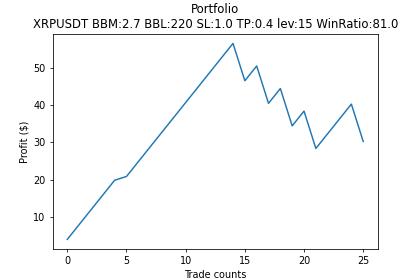 Portfolio
XRPUSDT BBM:2.7 BBL:220 SL:1.0 TP:0.4 lev:15 WinRatio:81.0
Profit ($)
50
40
30
20
10
0 5 10 15 20 25
Trade counts